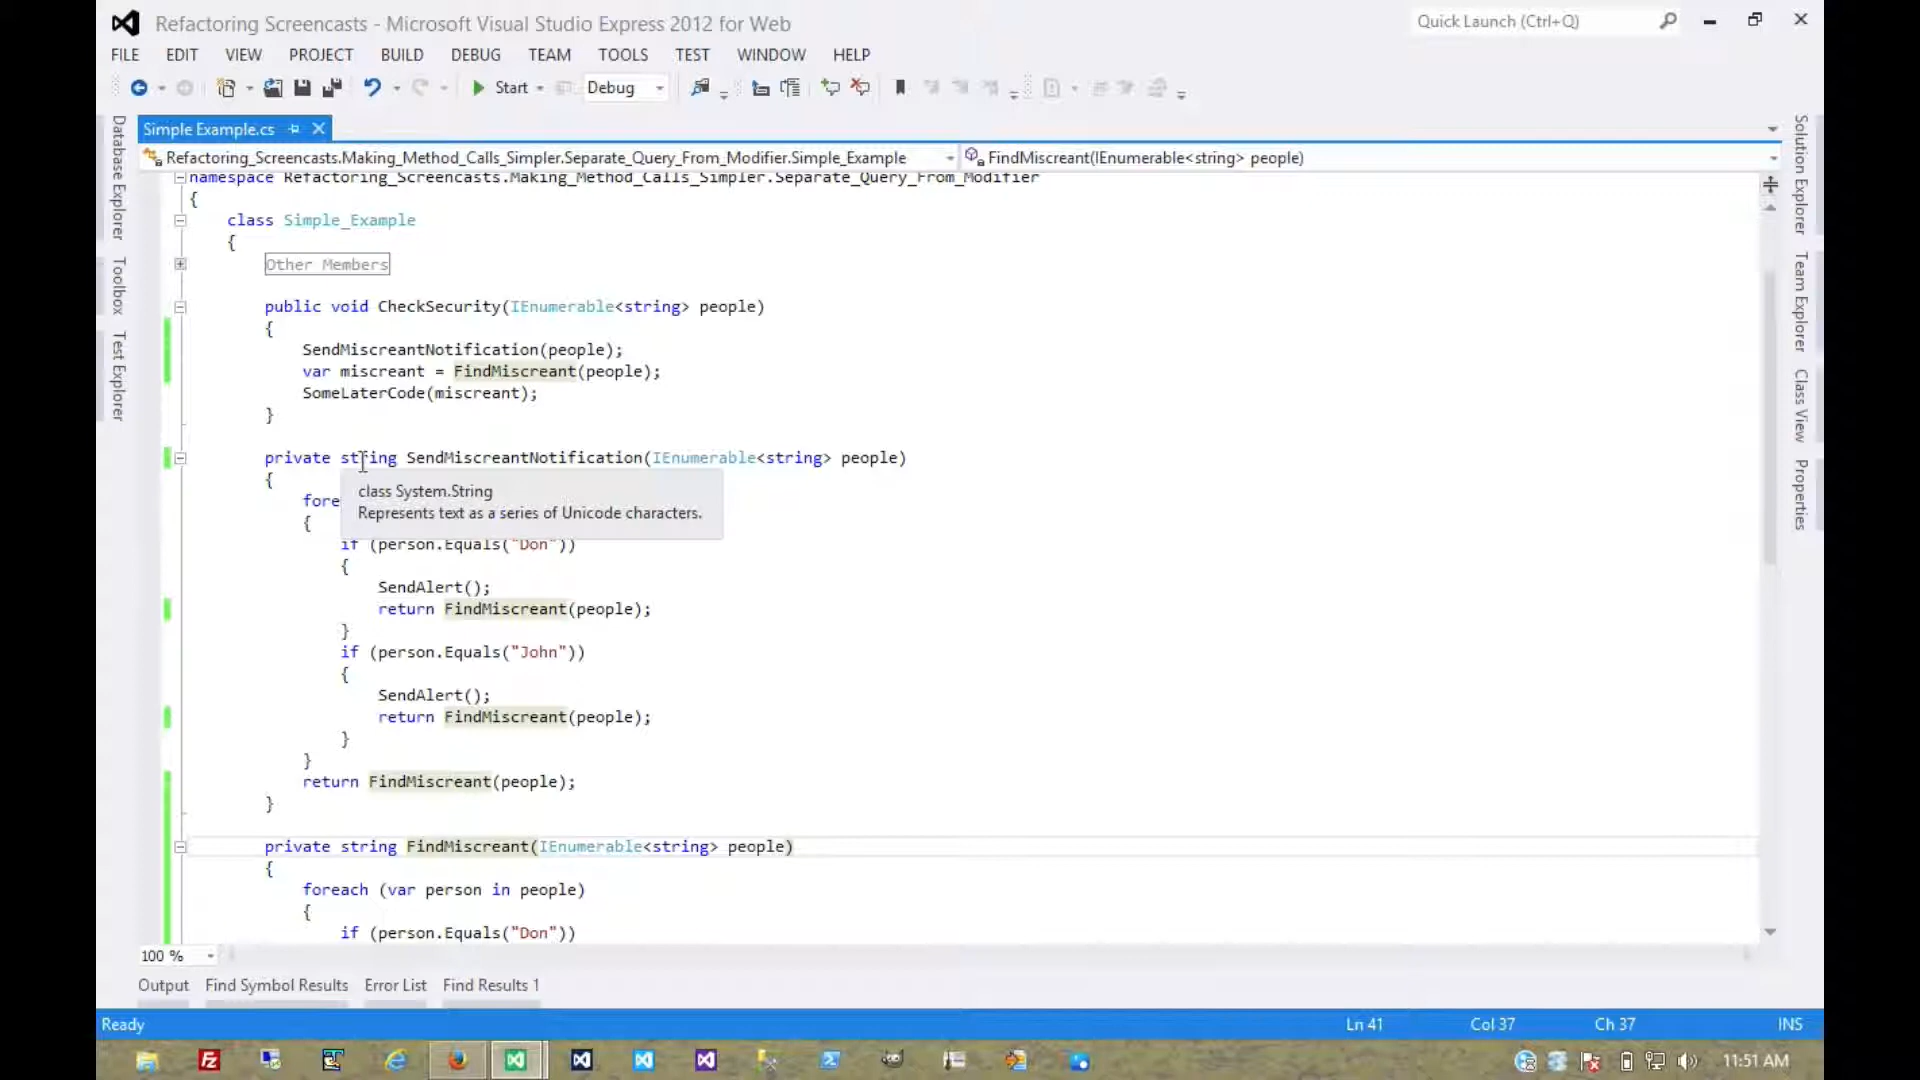 Refactoring Screencasts - Microsoft Visual Studio Express 2012 for Web
Quick Launch (Ctrl+Q)
FILE EDIT VIEW PROJECT BUILD DEBUG TEAM TOOLS TEST WINDOW HELP
Start
Debug
Database Explorer
Toolbox
Test Explorer
Simple Example.cs
Refactoring_Screencasts.Making_Method_Calls_Simpler.Separate_Query_From_Modifier.Simple_Example
FindMiscreant(IEnumerable<string> people)
namespace Refactoring_Screencasts.Making_Method_Calls_Simpler.Separate_Query_From_Modifier
{
class Simple_Example
{
Other Members
public void CheckSecurity(IEnumerable<string> people)
{
SendMiscreantNotification(people);
var miscreant = FindMiscreant(people);
SomeLaterCode(miscreant);
}
private string SendMiscreantNotification(IEnumerable<string> people)
{
class System.String
Represents text as a series of Unicode characters.
fore
{
if (person.Equals("Don"))
{
SendAlert();
return FindMiscreant(people);
}
if (person.Equals("John"))
{
SendAlert();
return FindMiscreant(people);
}
}
return FindMiscreant(people);
}
private string FindMiscreant(IEnumerable<string> people)
{
foreach (var person in people)
{
if (person.Equals("Don"))
Solution Explorer
Team Explorer
Class View
Properties
100 %
Output Find Symbol Results Error List Find Results 1
Ready
Ln 41 Col 37 Ch 37 INS
11:51 AM